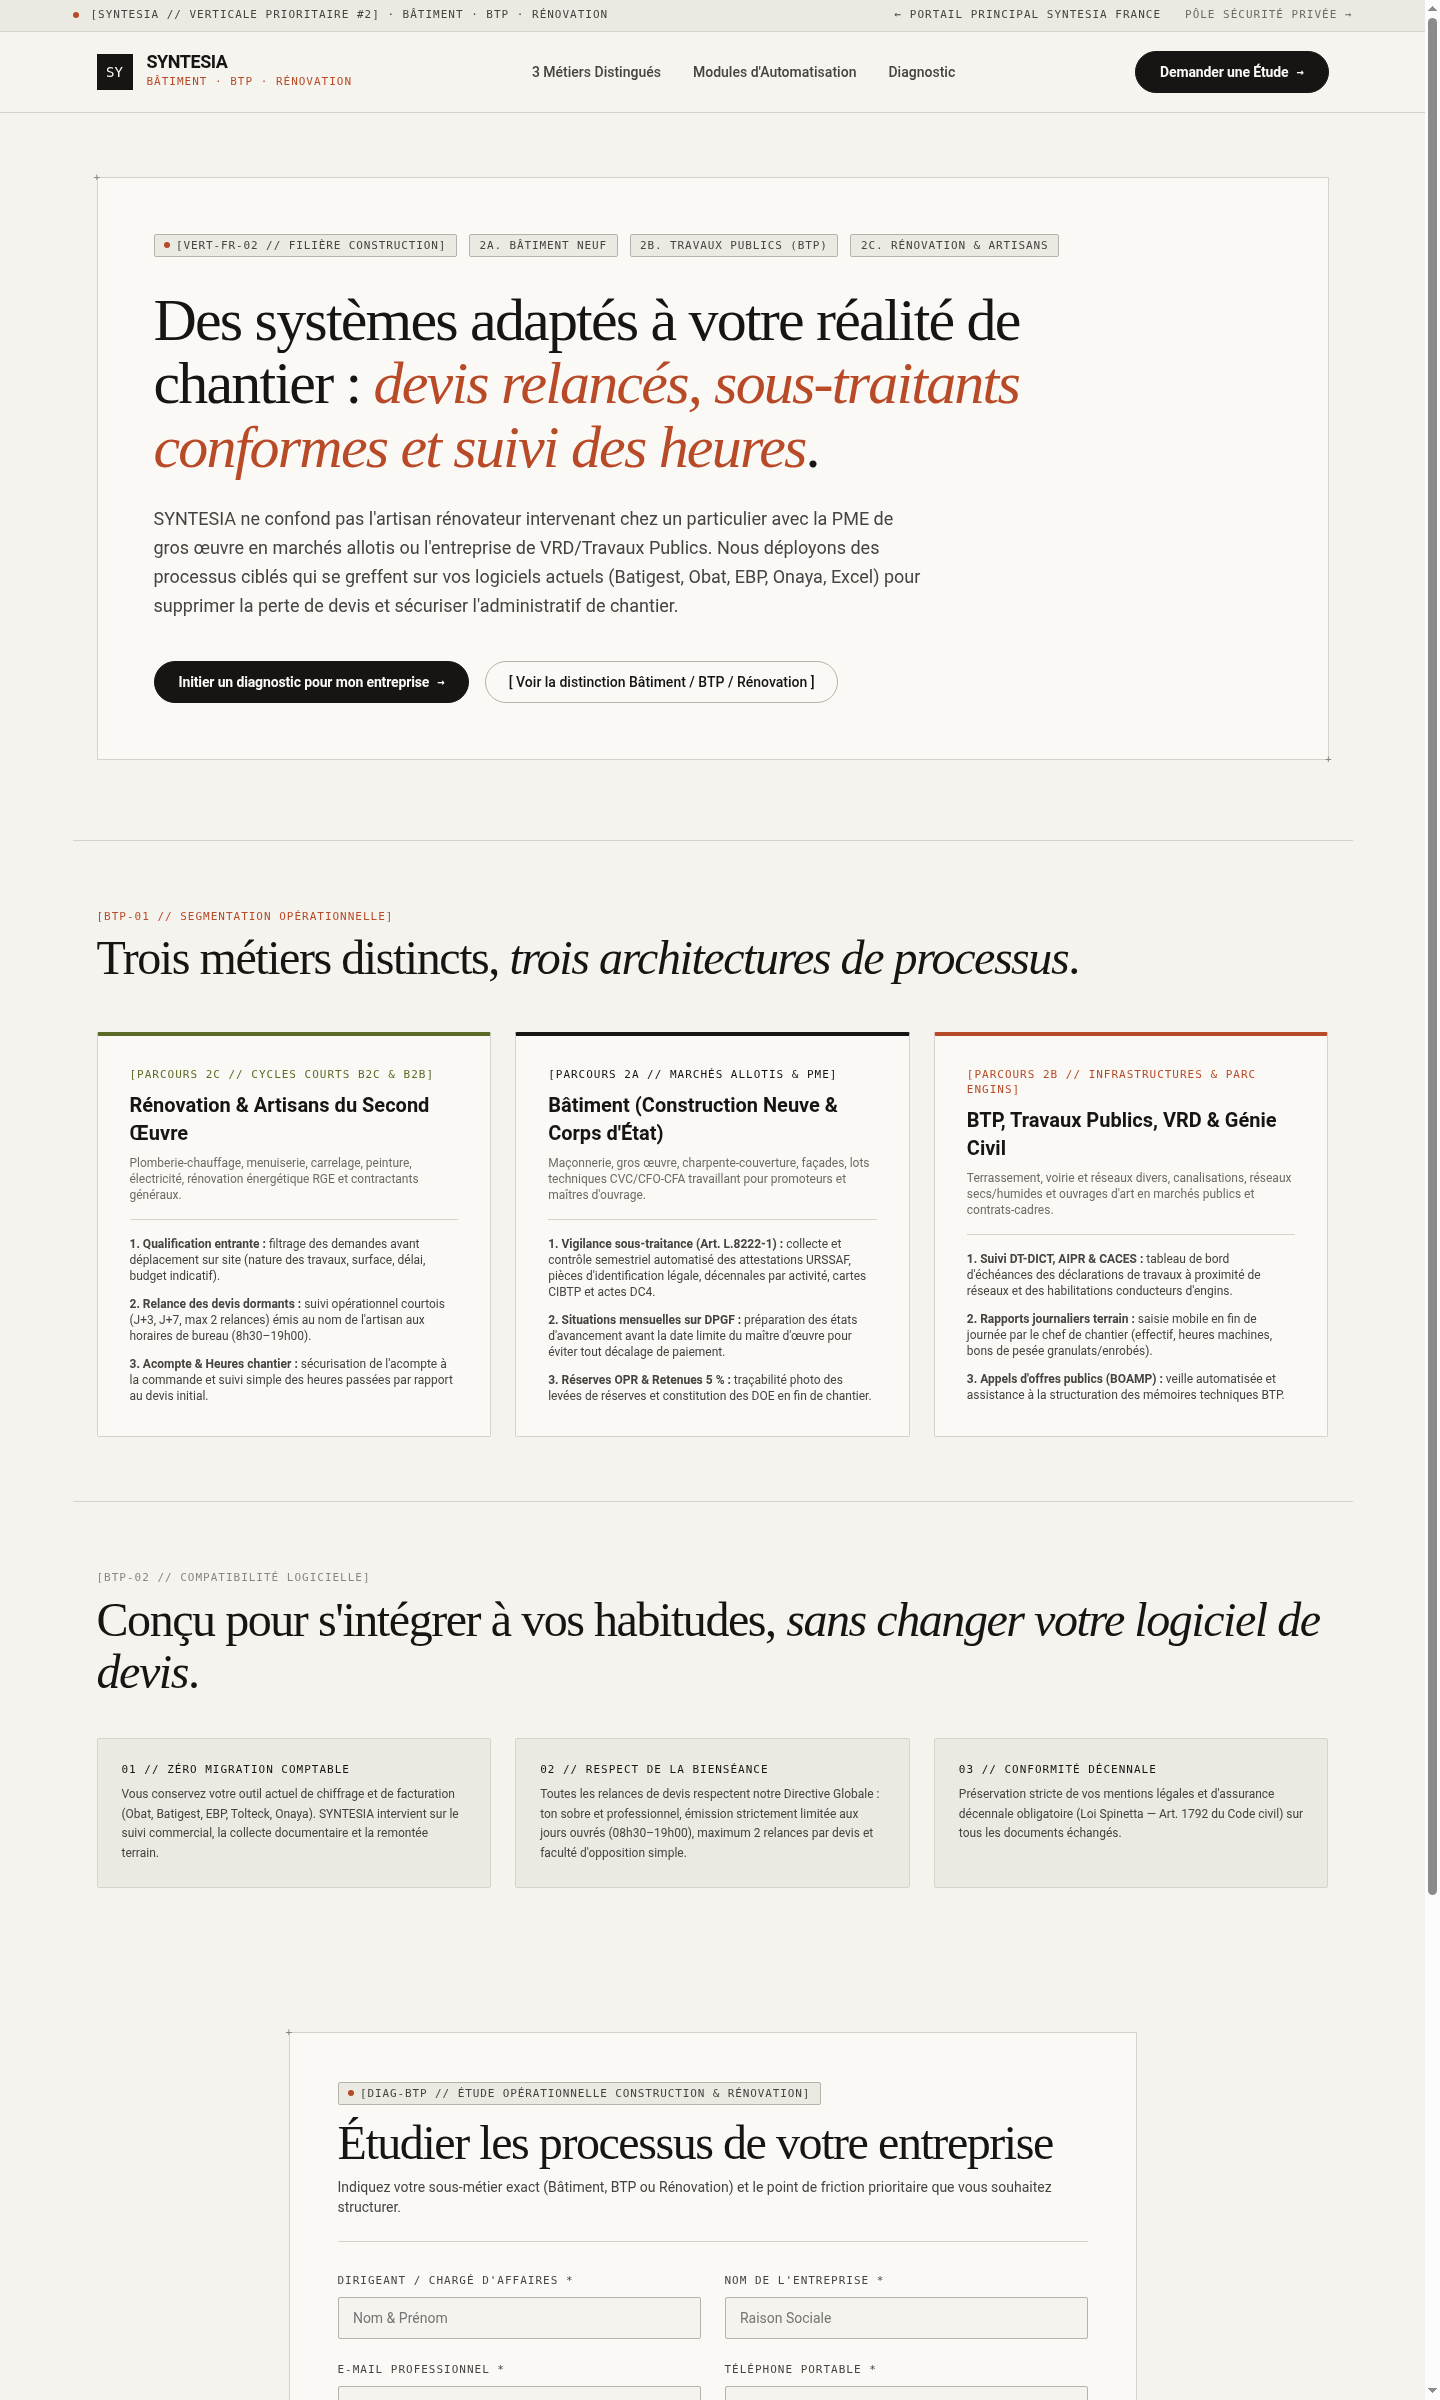 [SYNTESIA // VERTICALE PRIORITAIRE #2] · BÂTIMENT · BTP · RÉNOVATION
← PORTAIL PRINCIPAL SYNTESIA FRANCE
PÔLE SÉCURITÉ PRIVÉE →
SY
SYNTESIA
BÂTIMENT · BTP · RÉNOVATION
3 Métiers Distingués
Modules d'Automatisation
Diagnostic
Demander une Étude →
[VERT-FR-02 // FILIÈRE CONSTRUCTION]
2A. BÂTIMENT NEUF
2B. TRAVAUX PUBLICS (BTP)
2C. RÉNOVATION & ARTISANS
Des systèmes adaptés à votre réalité de
chantier : devis relancés, sous-traitants
conformes et suivi des heures.
SYNTESIA ne confond pas l'artisan rénovateur intervenant chez un particulier avec la PME de
gros œuvre en marchés allotis ou l'entreprise de VRD/Travaux Publics. Nous déployons des
processus ciblés qui se greffent sur vos logiciels actuels (Batigest, Obat, EBP, Onaya, Excel) pour
supprimer la perte de devis et sécuriser l'administratif de chantier.
Initier un diagnostic pour mon entreprise →
[ Voir la distinction Bâtiment / BTP / Rénovation ]
[BTP-01 // SEGMENTATION OPÉRATIONNELLE]
Trois métiers distincts, trois architectures de processus.
[PARCOURS 2C // CYCLES COURTS B2C & B2B]
Rénovation & Artisans du Second
Œuvre
Plomberie-chauffage, menuiserie, carrelage, peinture,
électricité, rénovation énergétique RGE et contractants
généraux.
1. Qualification entrante : filtrage des demandes avant
déplacement sur site (nature des travaux, surface, délai,
budget indicatif).
2. Relance des devis dormants : suivi opérationnel courtois
(J+3, J+7, max 2 relances) émis au nom de l'artisan aux
horaires de bureau (8h30–19h00).
3. Acompte & Heures chantier : sécurisation de l'acompte à
la commande et suivi simple des heures passées par rapport
au devis initial.
[PARCOURS 2A // MARCHÉS ALLOTIS & PME]
Bâtiment (Construction Neuve &
Corps d'État)
Maçonnerie, gros œuvre, charpente-couverture, façades, lots
techniques CVC/CFO-CFA travaillant pour promoteurs et
maîtres d'ouvrage.
1. Vigilance sous-traitance (Art. L.8222-1) : collecte et
contrôle semestriel automatisé des attestations URSSAF,
pièces d'identification légale, décennales par activité, cartes
CIBTP et actes DC4.
2. Situations mensuelles sur DPGF : préparation des états
d'avancement avant la date limite du maître d'œuvre pour
éviter tout décalage de paiement.
3. Réserves OPR & Retenues 5 % : traçabilité photo des
levées de réserves et constitution des DOE en fin de chantier.
[PARCOURS 2B // INFRASTRUCTURES & PARC
ENGINS]
BTP, Travaux Publics, VRD & Génie
Civil
Terrassement, voirie et réseaux divers, canalisations, réseaux
secs/humides et ouvrages d'art en marchés publics et
contrats-cadres.
1. Suivi DT-DICT, AIPR & CACES : tableau de bord
d'échéances des déclarations de travaux à proximité de
réseaux et des habilitations conducteurs d'engins.
2. Rapports journaliers terrain : saisie mobile en fin de
journée par le chef de chantier (effectif, heures machines,
bons de pesée granulats/enrobés).
3. Appels d'offres publics (BOAMP) : veille automatisée et
assistance à la structuration des mémoires techniques BTP.
[BTP-02 // COMPATIBILITÉ LOGICIELLE]
Conçu pour s'intégrer à vos habitudes, sans changer votre logiciel de
devis.
01 // ZÉRO MIGRATION COMPTABLE
Vous conservez votre outil actuel de chiffrage et de facturation
(Obat, Batigest, EBP, Tolteck, Onaya). SYNTESIA intervient sur le
suivi commercial, la collecte documentaire et la remontée
terrain.
02 // RESPECT DE LA BIENSÉANCE
Toutes les relances de devis respectent notre Directive Globale :
ton sobre et professionnel, émission strictement limitée aux
jours ouvrés (08h30–19h00), maximum 2 relances par devis et
faculté d'opposition simple.
03 // CONFORMITÉ DÉCENNALE
Préservation stricte de vos mentions légales et d'assurance
décennale obligatoire (Loi Spinetta — Art. 1792 du Code civil) sur
tous les documents échangés.
[DIAG-BTP // ÉTUDE OPÉRATIONNELLE CONSTRUCTION & RÉNOVATION]
Étudier les processus de votre entreprise
Indiquez votre sous-métier exact (Bâtiment, BTP ou Rénovation) et le point de friction prioritaire que vous souhaitez
structurer.
DIRIGEANT / CHARGÉ D'AFFAIRES *
NOM DE L'ENTREPRISE *
Nom & Prénom
Raison Sociale
E-MAIL PROFESSIONNEL *
TÉLÉPHONE PORTABLE *